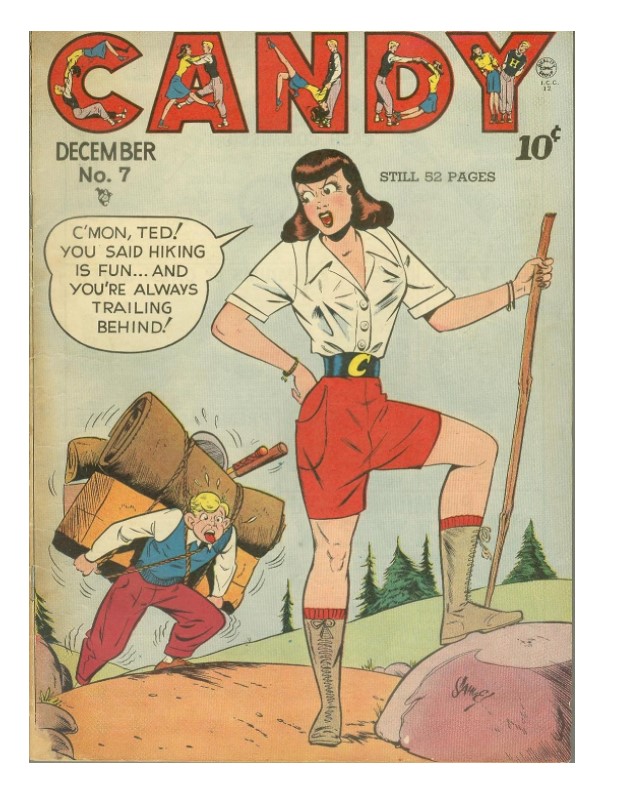 CANDY
H
I.C.C.
12
10¢
DECEMBER
No. 7
STILL 52 PAGES
C'MON, TED!
YOU SAID HIKING
IS FUN... AND
YOU'RE ALWAYS
TRAILING
BEHIND!
C